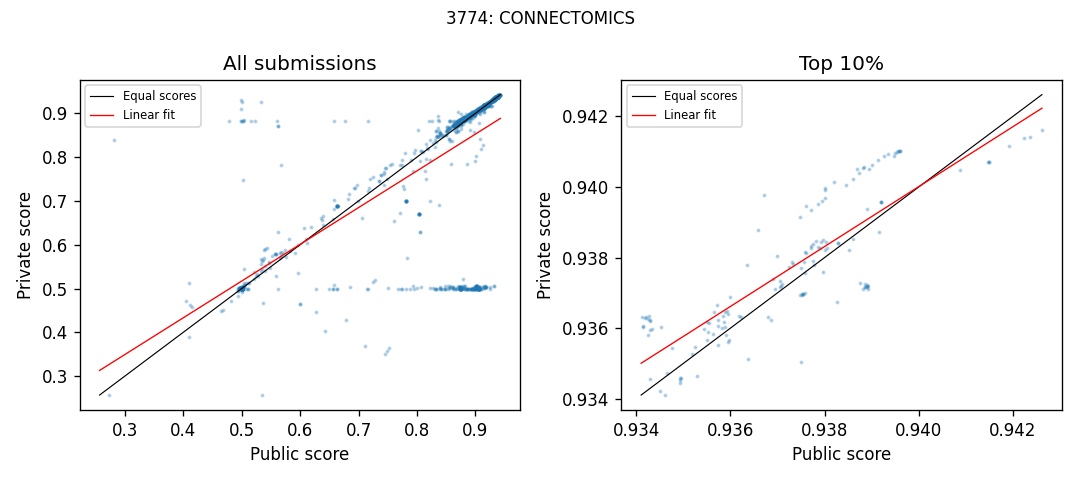 3774: CONNECTOMICS
All submissions
Equal scores
Linear fit
Private score
0.9
0.8
0.7
0.6
0.5
0.4
0.3
0.3 0.4 0.5 0.6 0.7 0.8 0.9
Public score
Top 10%
Equal scores
Linear fit
Private score
0.942
0.940
0.938
0.936
0.934
0.934 0.936 0.938 0.940 0.942
Public score